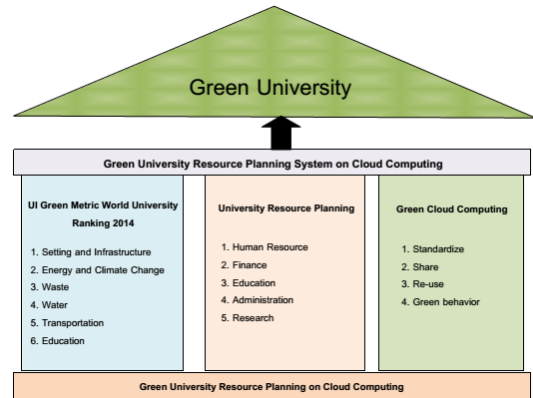 Green University
Green University Resource Planning System on Cloud Computing
UI Green Metric World University
Ranking 2014
1. Setting and Infrastructure
2. Energy and Climate Change
3. Waste
4. Water
5. Transportation
6. Education
University Resource Planning
1. Human Resource
2. Finance
3. Education
4. Administration
5. Research
Green Cloud Computing
1. Standardize
2. Share
3. Re-use
4. Green behavior
Green University Resource Planning on Cloud Computing